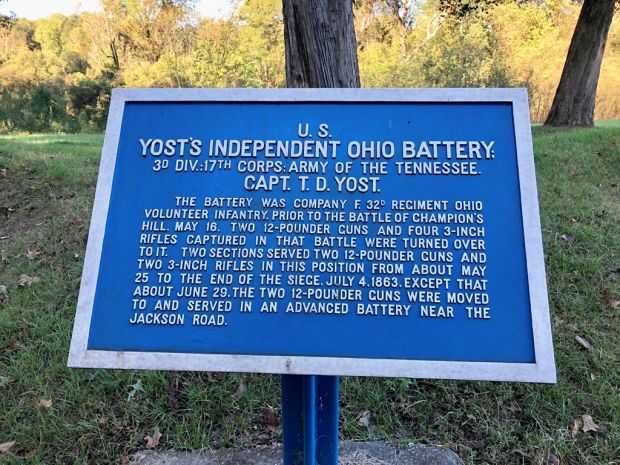 U. S.
YOST'S INDEPENDENT OHIO BATTERY;
3D DIV.:17TH CORPS: ARMY OF THE TENNESSEE.
CAPT. T. D. YOST.
THE BATTERY WAS COMPANY F. 32D REGIMENT OHIO
VOLUNTEER INFANTRY. PRIOR TO THE BATTLE OF CHAMPION'S
HILL. MAY 16. TWO 12-POUNDER GUNS AND FOUR 3-INCH
RIFLES CAPTURED IN THAT BATTLE WERE TURNED OVER
TO IT. TWO SECTIONS SERVED TWO 12-POUNDER GUNS AND
TWO 3-INCH RIFLES IN THIS POSITION FROM ABOUT MAY
25 TO THE END OF THE SIEGE. JULY 4. 1863. EXCEPT THAT
ABOUT JUNE 29. THE TWO 12-POUNDER GUNS WERE MOVED
TO AND SERVED IN AN ADVANCED BATTERY NEAR THE
JACKSON ROAD.